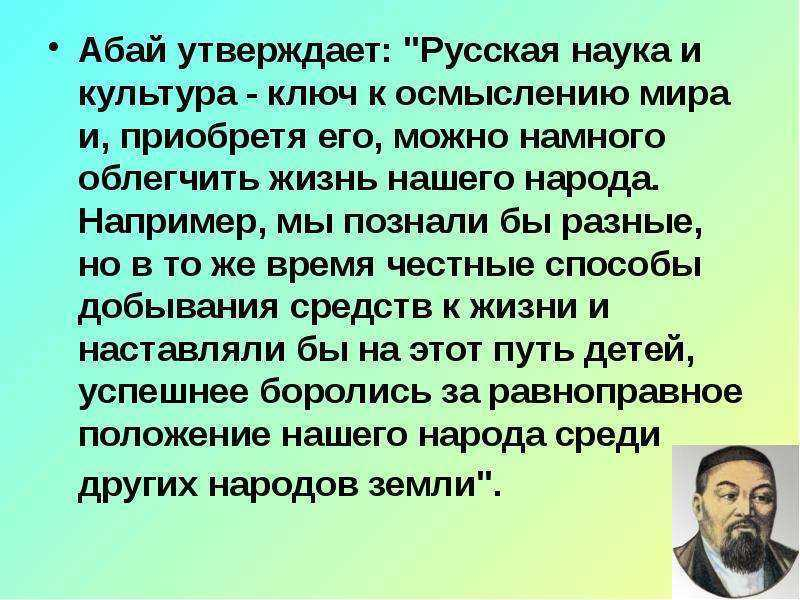 • Абай утверждает: "Русская наука и
культура - ключ к осмыслению мира
и, приобретя его, можно намного
облегчить жизнь нашего народа.
Например, мы познали бы разные,
но в то же время честные способы
добывания средств к жизни и
наставляли бы на этот путь детей,
успешнее боролись за равноправное
положение нашего народа среди
других народов земли".